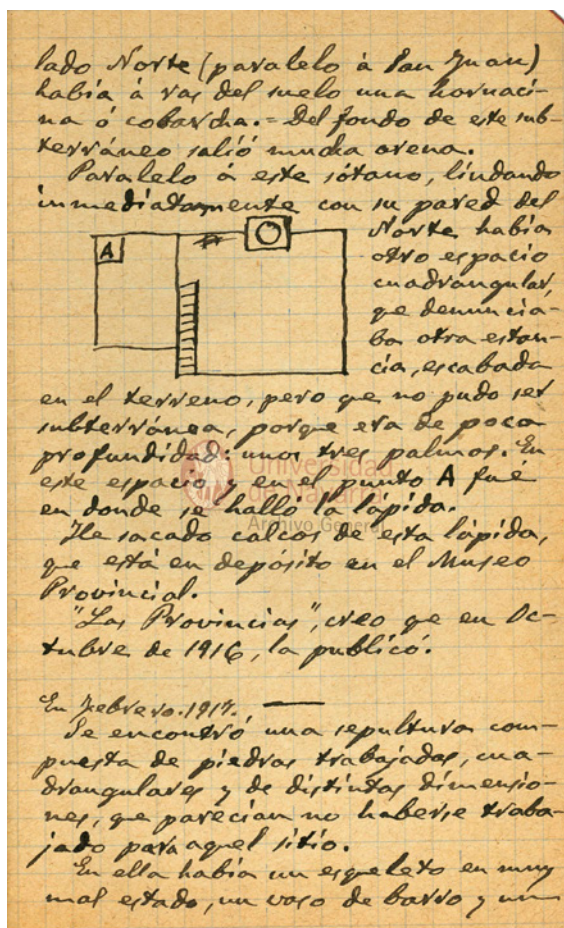 lado Norte (paralelo á San Juan)
había á ras del suelo una hornaci-
na ó cobarcha.= Del fondo de este sub-
terráneo salió mucha arena.
Paralelo á este sótano, lindando
inmediatamente con su pared del
Norte había
otro espacio
cuadrangular,
qe denuncia-
ba otra estan-
cia, escabada
A
en el terreno, pero qe no pudo ser
subterránea, porque era de poca
profundidad: unos tres palmos. En
este espacio y en el punto A fué
en donde se halló la lápida.
He sacado calcos de esta lápida,
que está en depósito en el Museo
Provincial.
"Las Provincias", creo qe en Oc-
tubre de 1916, la publicó.
En Febrero.1917.
Se encontró una sepultura com-
puesta de piedras trabajadas, cua-
drangulares y de distintas dimensio-
nes, que parecían no haberse traba-
jado para aquel sitio.
En ella había un esqueleto en muy
mal estado, un vaso de barro y un
Universidad
de Navarra
Archivo General